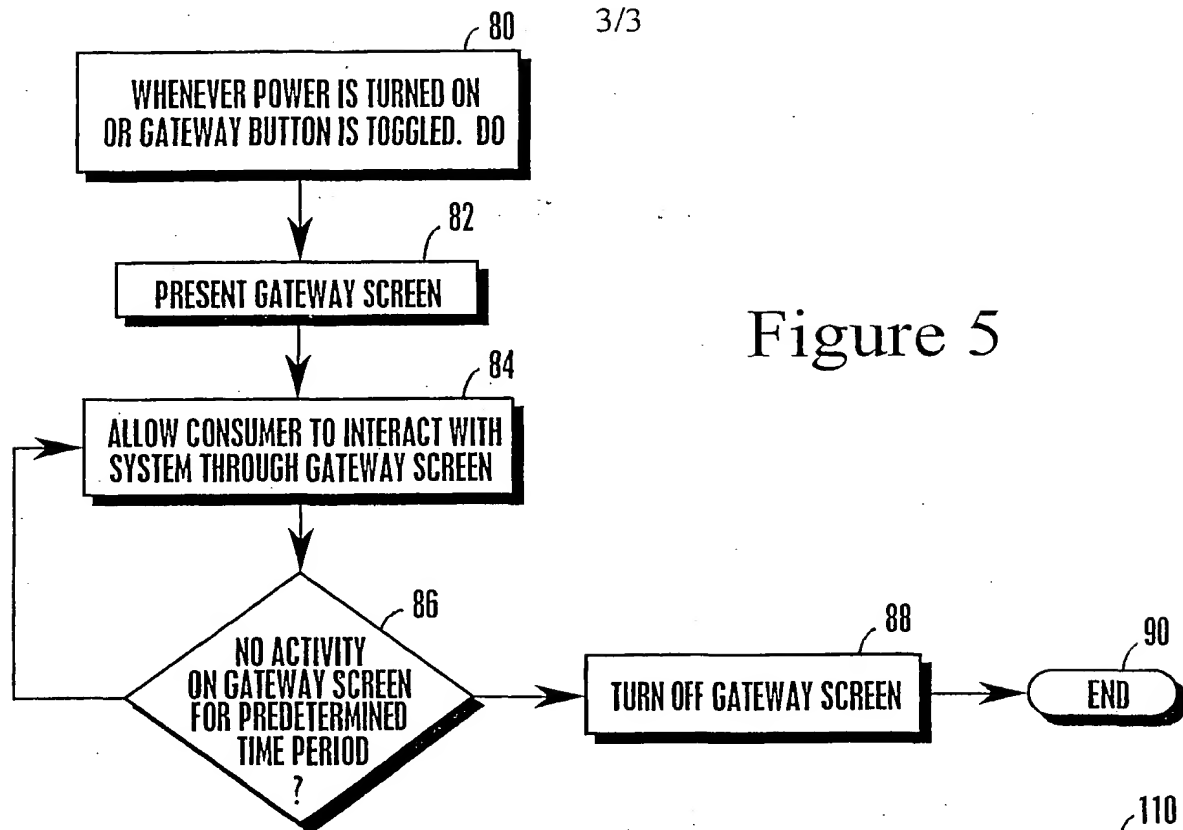 3/3
80
WHENEVER POWER IS TURNED ON
OR GATEWAY BUTTON IS TOGGLED. DO
82
PRESENT GATEWAY SCREEN
Figure 5
84
ALLOW CONSUMER TO INTERACT WITH
SYSTEM THROUGH GATEWAY SCREEN
86
NO ACTIVITY
ON GATEWAY SCREEN
FOR PREDETERMINED
TIME PERIOD
?
88
TURN OFF GATEWAY SCREEN
90
END
110